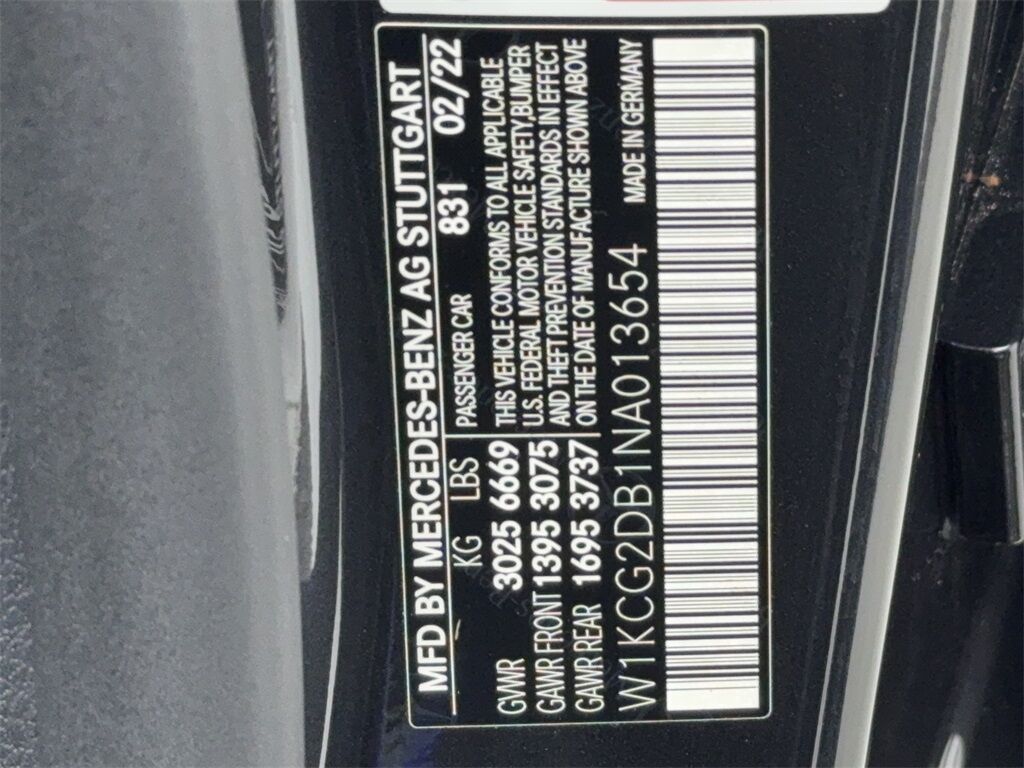 MFD BY MERCEDES-BENZ AG STUTTGART
KG LBS PASSENGER CAR 831 02/22
GVWR 3025 6669
GAWR FRONT 1395 3075
GAWR REAR 1695 3737
THIS VEHICLE CONFORMS TO ALL APPLICABLE
U.S. FEDERAL MOTOR VEHICLE SAFETY, BUMPER
AND THEFT PREVENTION STANDARDS IN EFFECT
ON THE DATE OF MANUFACTURE SHOWN ABOVE
W1KCG2DB1NA013654 MADE IN GERMANY